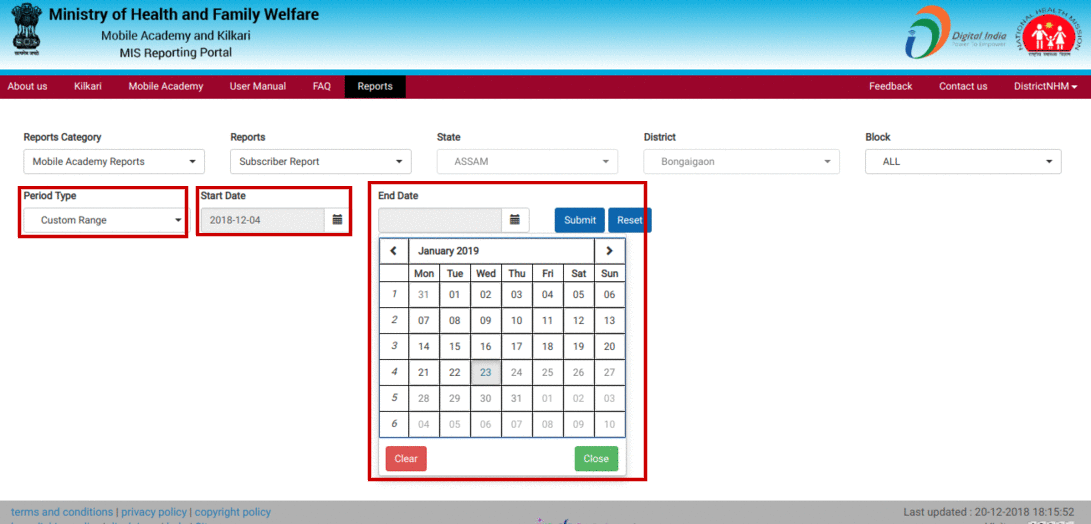 Ministry of Health and Family Welfare
Mobile Academy and Kilkari
MIS Reporting Portal
Digital India
Power To Empower
NATIONAL HEALTH MISSION
About us Kilkari Mobile Academy User Manual FAQ Reports Feedback Contact us DistrictNHM
Reports Category Reports State District Block
Mobile Academy Reports Subscriber Report ASSAM Bongaigaon ALL
Period Type Start Date End Date
Custom Range 2018-12-04 Submit Reset
January 2019
Mon Tue Wed Thu Fri Sat Sun
1 31 01 02 03 04 05 06
2 07 08 09 10 11 12 13
3 14 15 16 17 18 19 20
4 21 22 23 24 25 26 27
5 28 29 30 31 01 02 03
6 04 05 06 07 08 09 10
Clear Close
terms and conditions | privacy policy | copyright policy Last updated : 20-12-2018 18:15:52